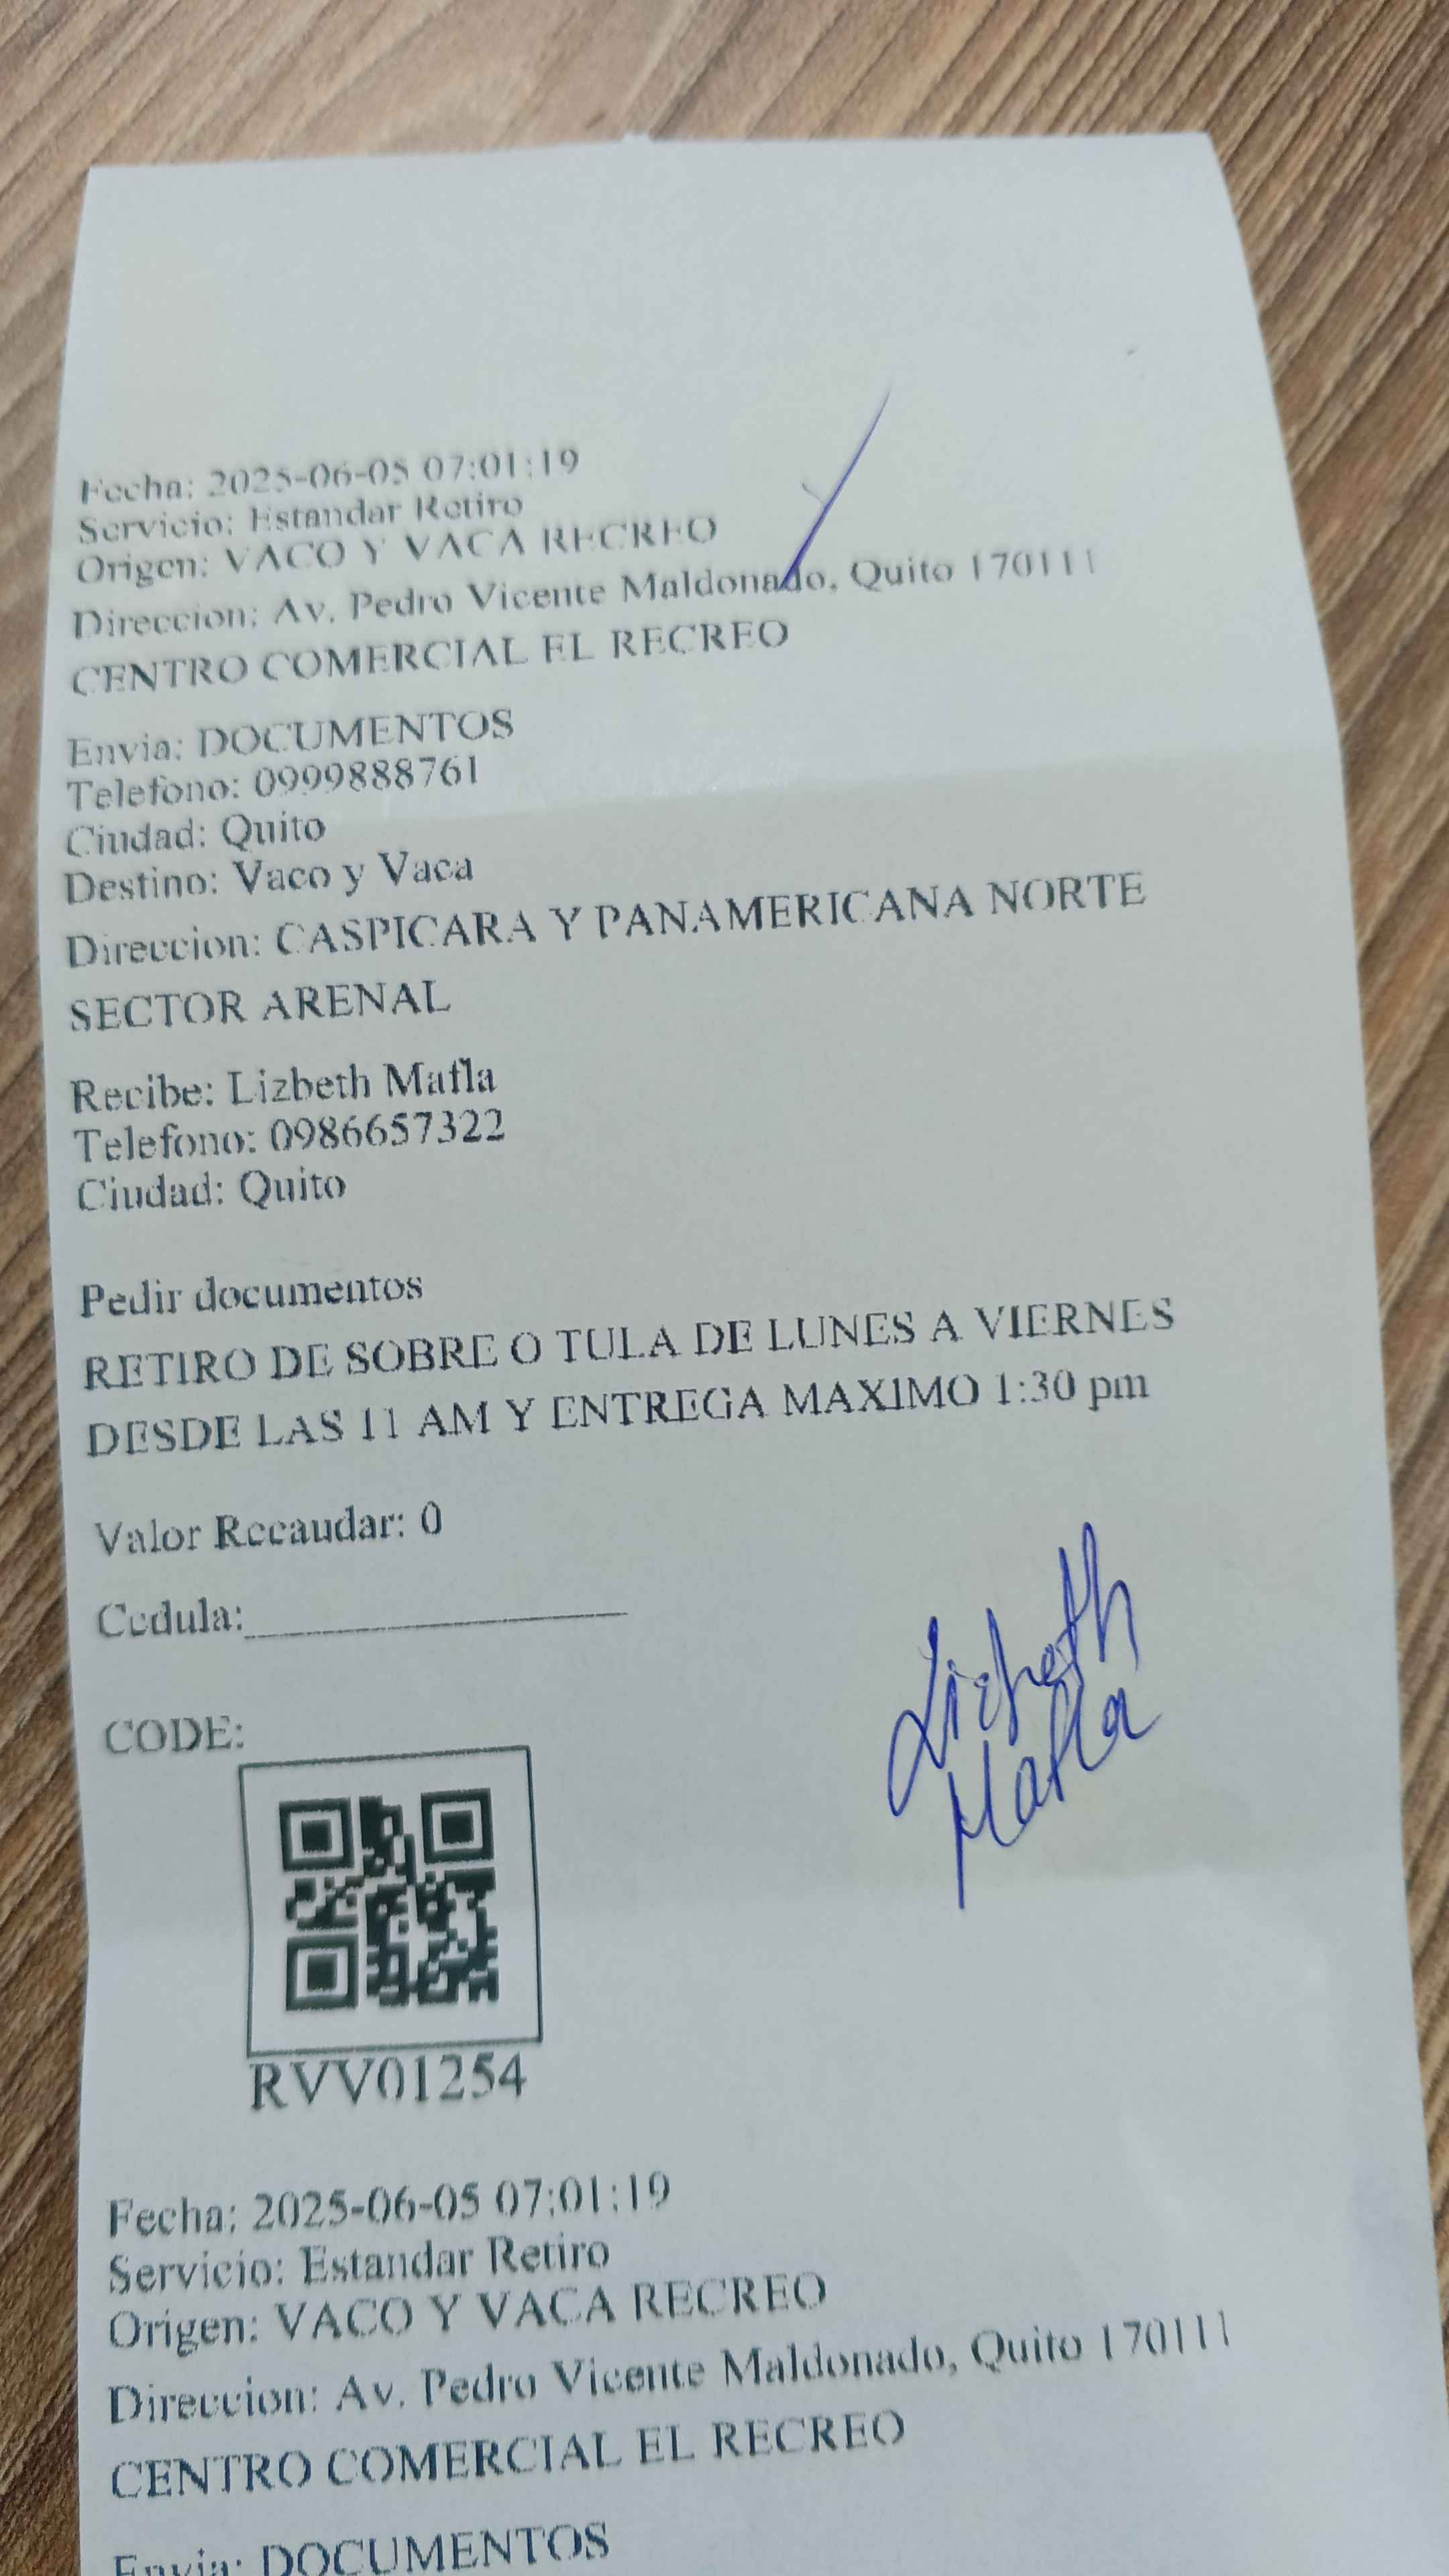 Fecha: 2025-06-05 07:01:19
Servicio: Estandar Retiro
Origen: VACO Y VACA RECREO
Direccion: Av. Pedro Vicente Maldonado, Quito 170111
CENTRO COMERCIAL EL RECREO
Envia: DOCUMENTOS
Telefono: 0999888761
Ciudad: Quito
Destino: Vaco y Vaca
Direccion: CASPICARA Y PANAMERICANA NORTE
SECTOR ARENAL
Recibe: Lizbeth Mafla
Telefono: 0986657322
Ciudad: Quito
Pedir documentos
RETIRO DE SOBRE O TULA DE LUNES A VIERNES
DESDE LAS 11 AM Y ENTREGA MAXIMO 1:30 pm
Valor Recaudar: 0
Cedula:
Lizbeth
Mafla
CODE:
RVV01254
Fecha: 2025-06-05 07:01:19
Servicio: Estandar Retiro
Origen: VACO Y VACA RECREO
Direccion: Av. Pedro Vicente Maldonado, Quito 170111
CENTRO COMERCIAL EL RECREO
Envia: DOCUMENTOS